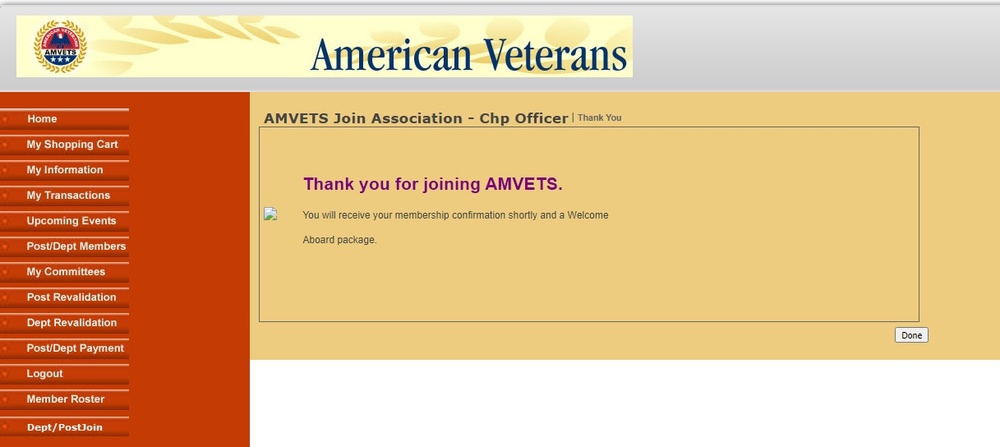 AMERICAN VETERANS
AMVETS
American Veterans
Home
My Shopping Cart
My Information
My Transactions
Upcoming Events
Post/Dept Members
My Committees
Post Revalidation
Dept Revalidation
Post/Dept Payment
Logout
Member Roster
Dept/PostJoin
AMVETS Join Association - Chp Officer | Thank You
Thank you for joining AMVETS.
You will receive your membership confirmation shortly and a Welcome
Aboard package.
Done